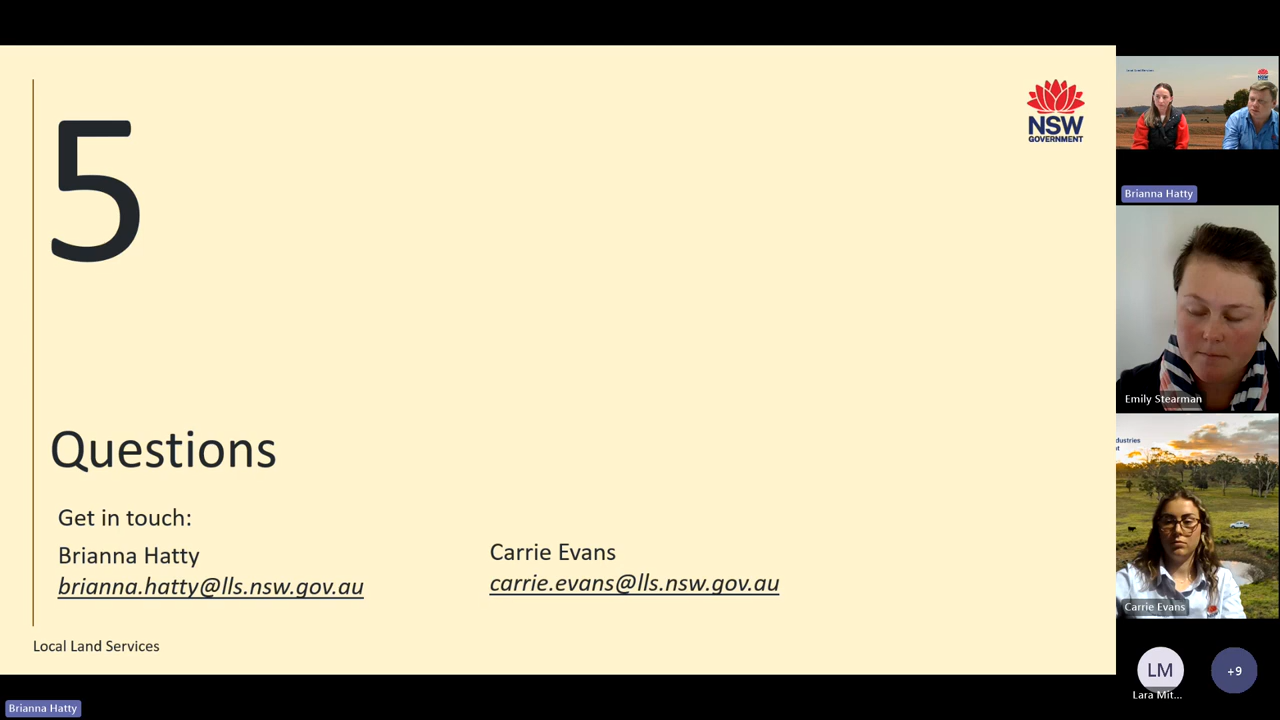 5
NSW
GOVERNMENT
Questions
Get in touch:
Brianna Hatty
brianna.hatty@lls.nsw.gov.au
Carrie Evans
carrie.evans@lls.nsw.gov.au
Local Land Services
Brianna Hatty
NSW
Brianna Hatty
Emily Stearman
dustries
t
Carrie Evans
LM
Lara Mit...
+9